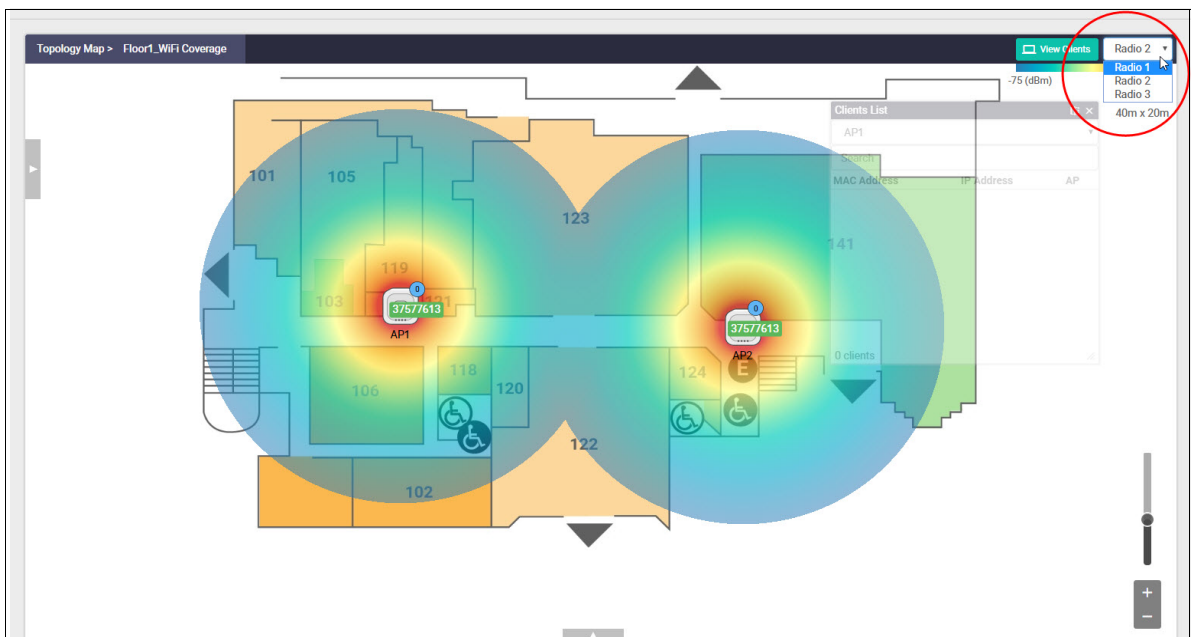 Topology Map > Floor1_WiFi Coverage
View Clients
Radio 2
Radio 1
Radio 2
Radio 3
-75 (dBm)
40m x 20m
Clients List
AP1
Search
MAC Address IP Address AP
101
105
123
141
119
103
121
0
37577613
AP1
0
37577613
AP2
0 clients
E
118
124
106
120
122
102
+
−